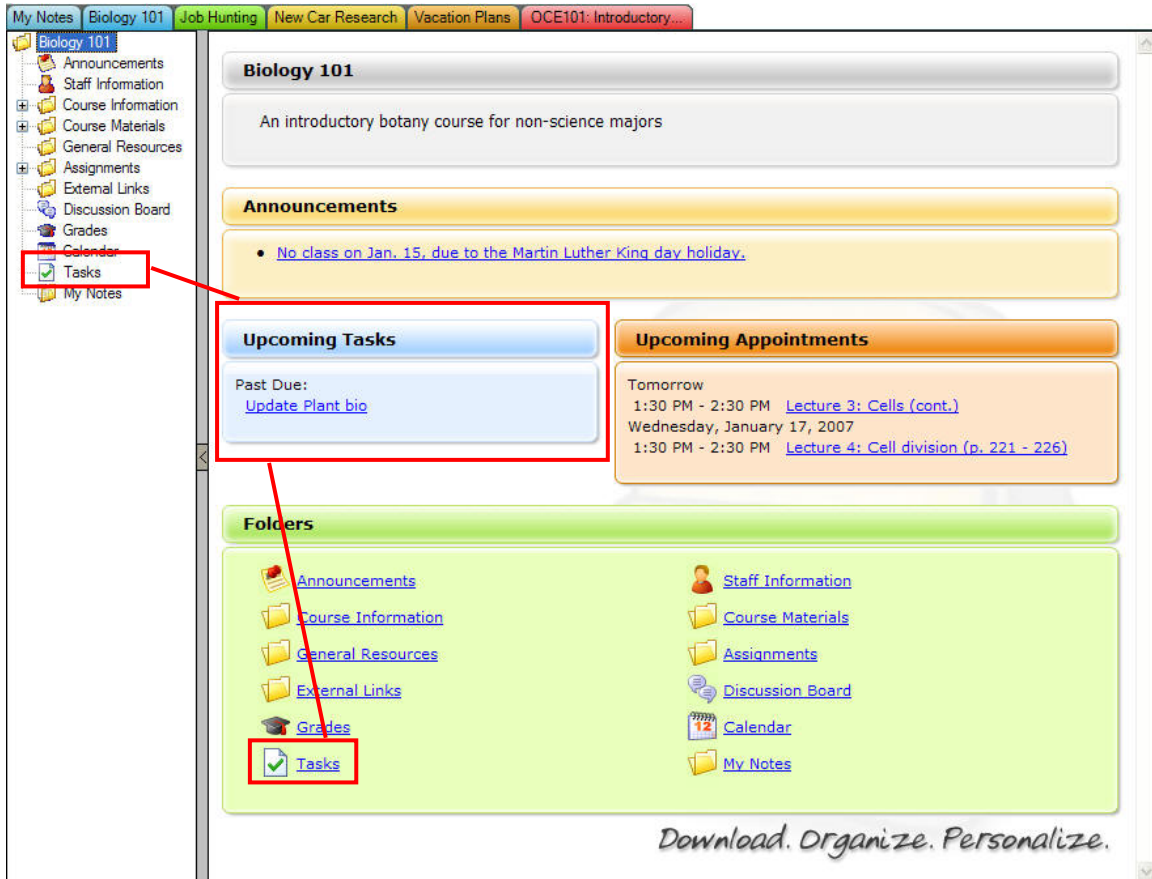 My Notes Biology 101 Job Hunting New Car Research Vacation Plans OCE101: Introductory...
Biology 101
Announcements
Staff Information
Course Information
Course Materials
General Resources
Assignments
External Links
Discussion Board
Grades
Calendar
Tasks
My Notes
Biology 101
An introductory botany course for non-science majors
Announcements
• No class on Jan. 15, due to the Martin Luther King day holiday.
Upcoming Tasks
Past Due:
Update Plant bio
Upcoming Appointments
Tomorrow
1:30 PM - 2:30 PM Lecture 3: Cells (cont.)
Wednesday, January 17, 2007
1:30 PM - 2:30 PM Lecture 4: Cell division (p. 221 - 226)
Folders
Announcements Staff Information
Course Information Course Materials
General Resources Assignments
External Links Discussion Board
Grades 12 Calendar
Tasks My Notes
Download. Organize. Personalize.